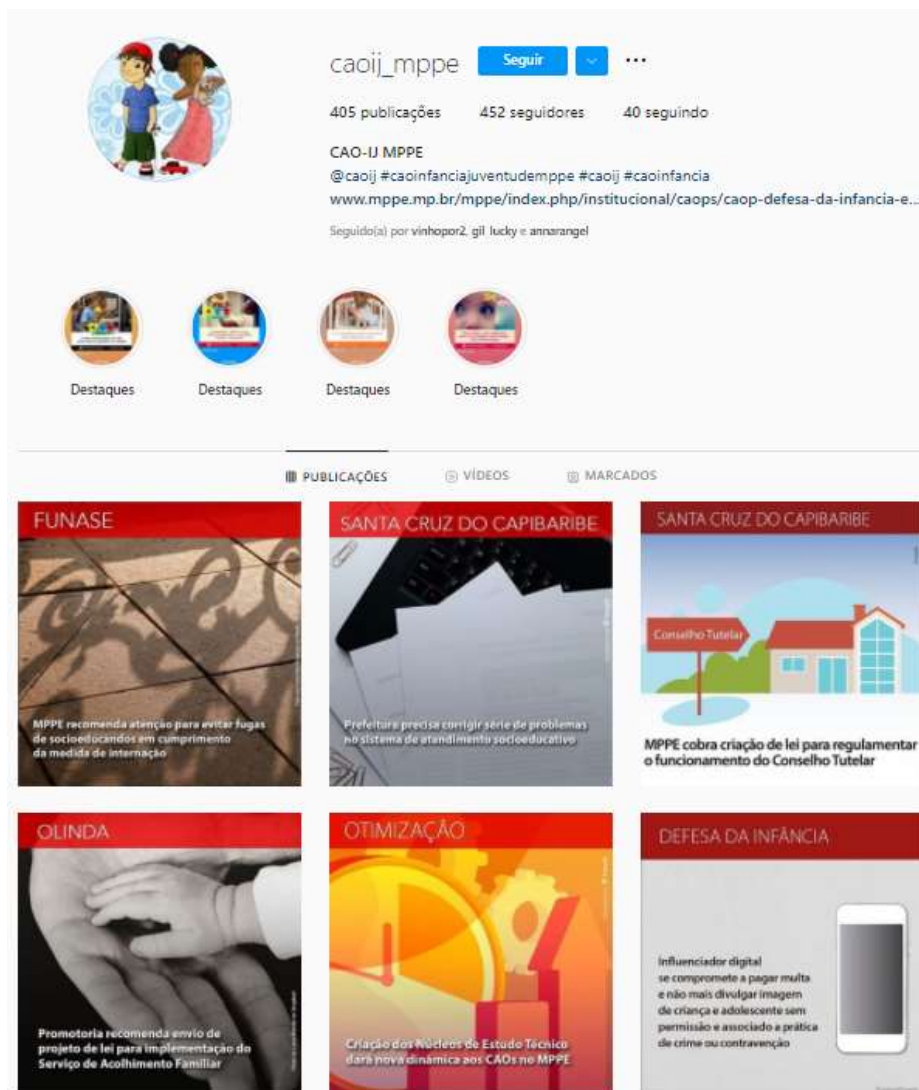 caoij_mppe Seguir ...
405 publicações 452 seguidores 40 seguindo
CAO-IJ MPPE
@caoij #caoinfanciajuventudemppe #caoij #caoinfancia
www.mppe.mp.br/mppe/index.php/institucional/caops/caop-defesa-da-infancia-e...
Seguido(a) por vinhopor2, gil_lucky e annarangel
Destaques Destaques Destaques Destaques
PUBLICAÇÕES VÍDEOS MARCADOS
FUNASE
MPPE recomenda atenção para evitar fugas
de socioeducandos em cumprimento
da medida de internação
SANTA CRUZ DO CAPIBARIBE
Prefeitura precisa corrigir série de problemas
no sistema de atendimento socioeducativo
SANTA CRUZ DO CAPIBARIBE
Conselho Tutelar
MPPE cobra criação de lei para regulamentar
o funcionamento do Conselho Tutelar
OLINDA
Promotoria recomenda envio de
projeto de lei para implementação do
Serviço de Acolhimento Familiar
OTIMIZAÇÃO
Criação dos Núcleos de Estudo Técnico
dará nova dinâmica aos CAOs no MPPE
DEFESA DA INFÂNCIA
Influenciador digital
se compromete a pagar multa
e não mais divulgar imagem
de criança e adolescente sem
permissão e associado a prática
de crime ou contravenção